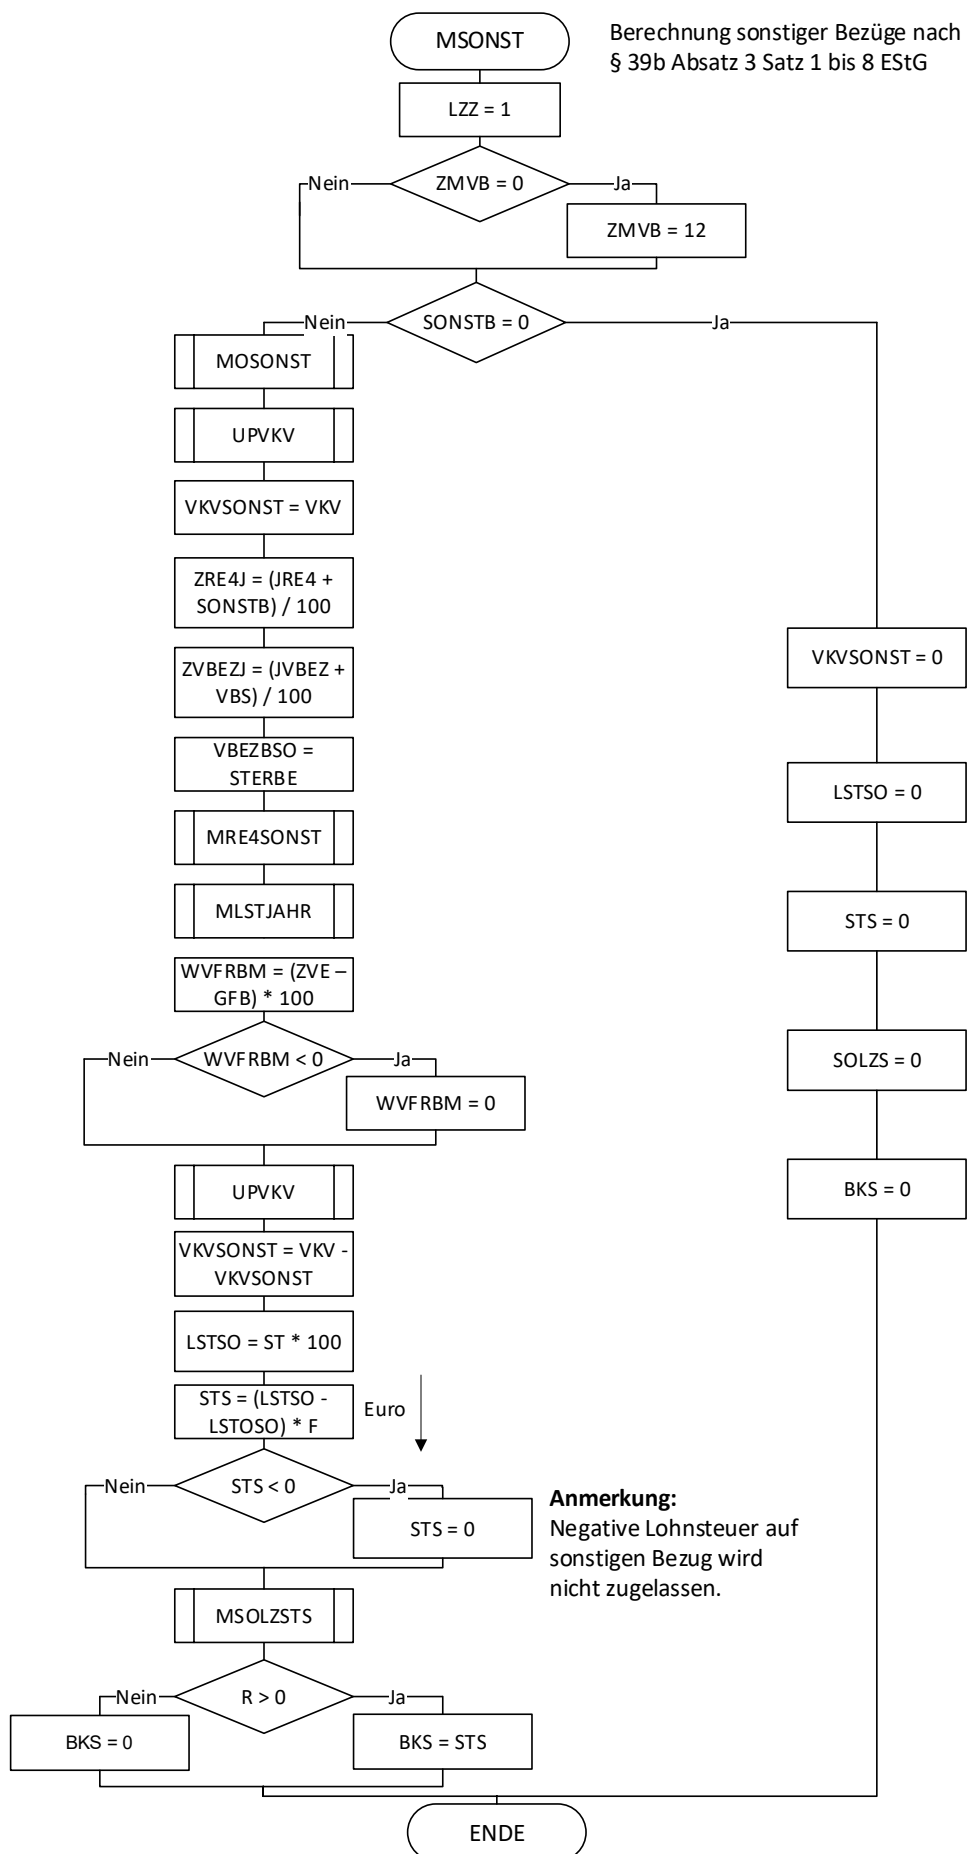 MSONST
Berechnung sonstiger Bezüge nach
§ 39b Absatz 3 Satz 1 bis 8 EStG
LZZ = 1
Nein
ZMVB = 0
Ja
ZMVB = 12
Nein
SONSTB = 0
Ja
MOSONST
UPVKV
VKVSONST = VKV
ZRE4J = (JRE4 +
SONSTB) / 100
ZVBEZJ = (JVBEZ +
VBS) / 100
VBEZBSO =
STERBE
MRE4SONST
MLSTJAHR
WVFRBM = (ZVE –
GFB) * 100
Nein
WVFRBM < 0
Ja
WVFRBM = 0
UPVKV
VKVSONST = VKV -
VKVSONST
LSTSO = ST * 100
STS = (LSTSO -
LSTOSO) * F
Euro
Nein
STS < 0
Ja
STS = 0
Anmerkung:
Negative Lohnsteuer auf
sonstigen Bezug wird
nicht zugelassen.
MSOLZSTS
Nein
R > 0
Ja
BKS = 0
BKS = STS
VKVSONST = 0
LSTSO = 0
STS = 0
SOLZS = 0
BKS = 0
ENDE